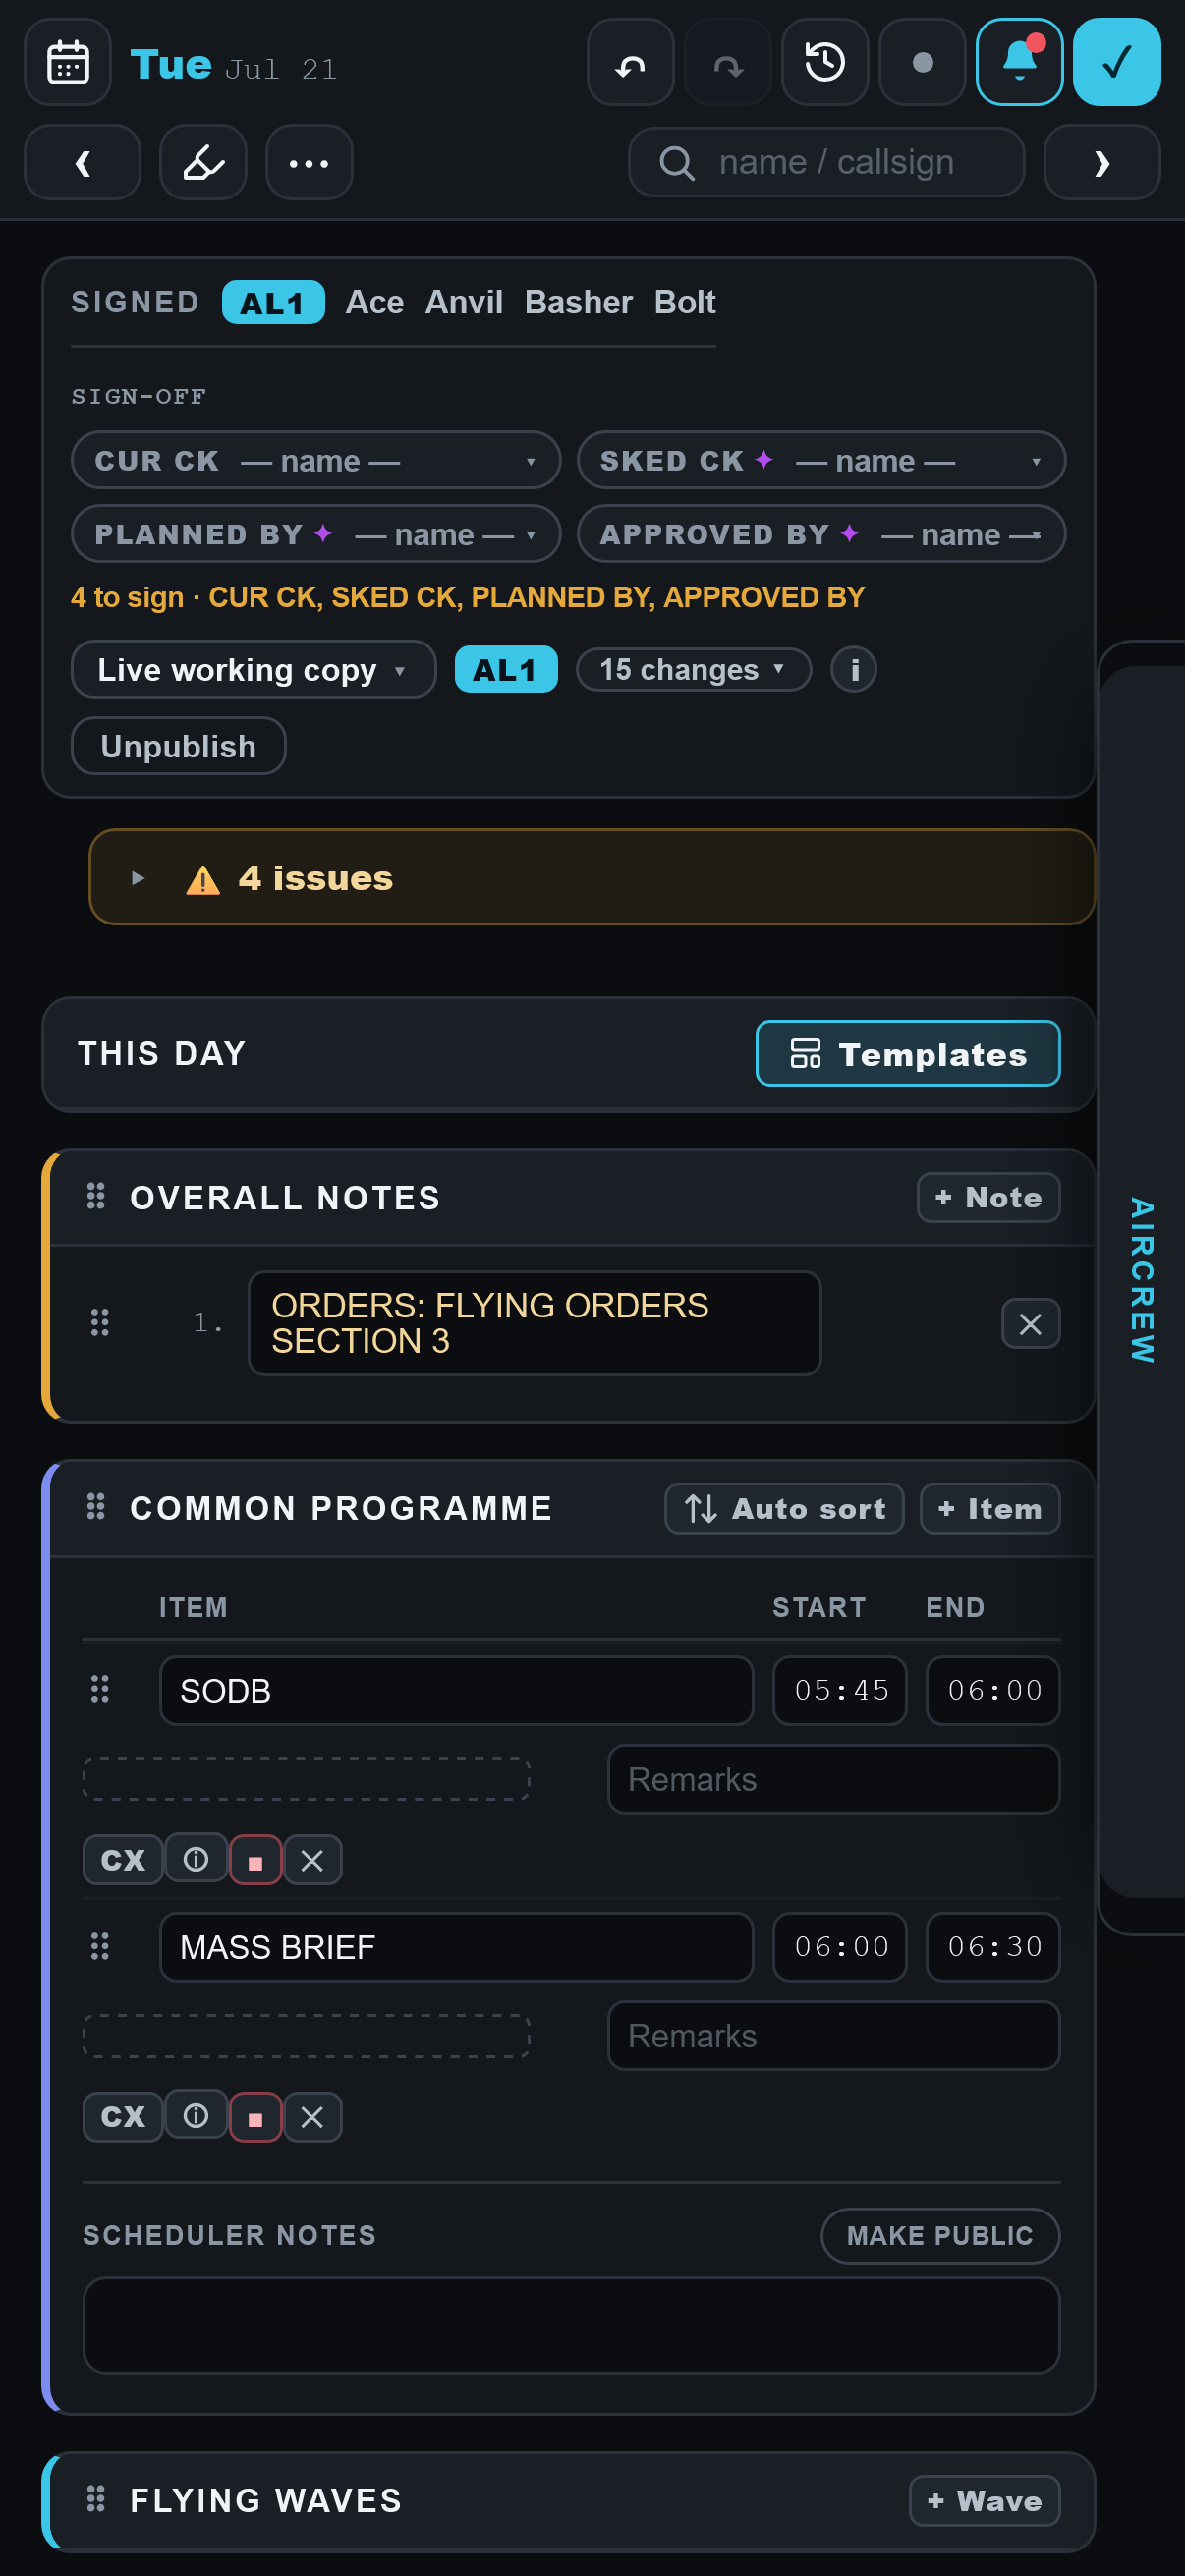 Tue Jul 21
name / callsign
SIGNED AL1 Ace Anvil Basher Bolt
SIGN-OFF
CUR CK — name —
SKED CK ✦ — name —
PLANNED BY ✦ — name —
APPROVED BY ✦ — name —
4 to sign · CUR CK, SKED CK, PLANNED BY, APPROVED BY
Live working copy AL1 15 changes i
Unpublish
4 issues
THIS DAY Templates
OVERALL NOTES + Note
1. ORDERS: FLYING ORDERS
SECTION 3
AIRCREW
COMMON PROGRAMME Auto sort + Item
ITEM START END
SODB 05:45 06:00
Remarks
CX
MASS BRIEF 06:00 06:30
Remarks
CX
SCHEDULER NOTES MAKE PUBLIC
FLYING WAVES + Wave